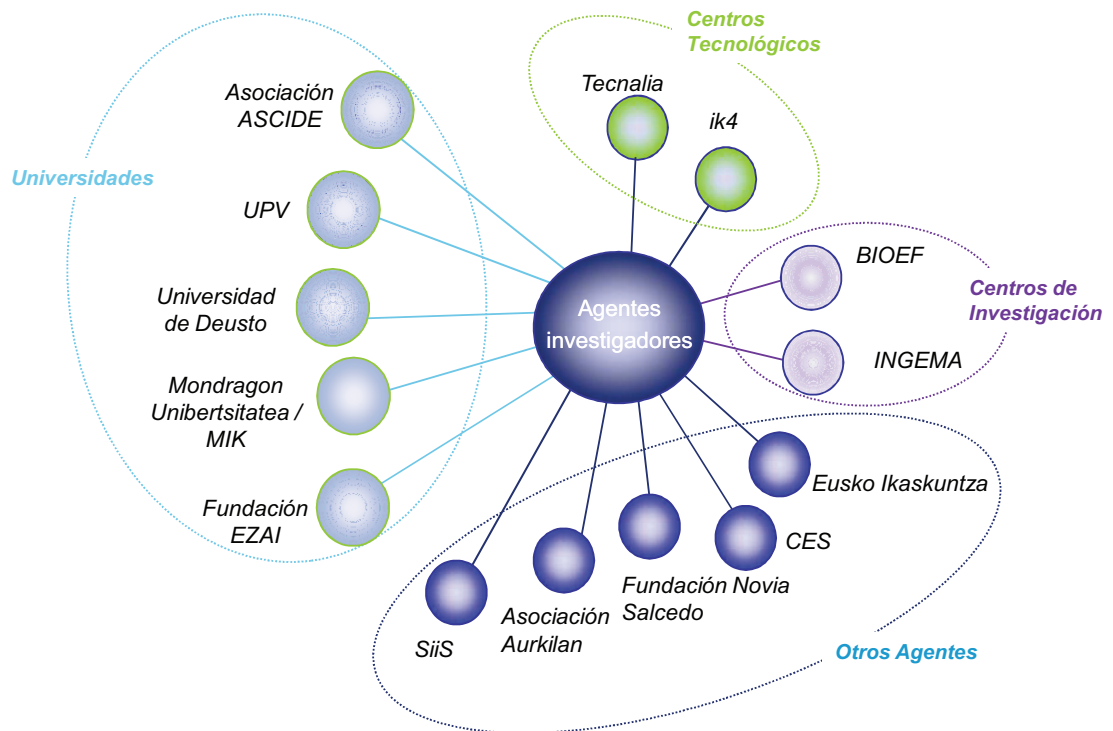 Centros
Tecnológicos
Tecnalia
ik4
Asociación
ASCIDE
Universidades
UPV
Universidad
de Deusto
Mondragon
Unibertsitatea /
MIK
Fundación
EZAI
Agentes
investigadores
BIOEF
Centros de
Investigación
INGEMA
Eusko Ikaskuntza
CES
Fundación Novia
Salcedo
Asociación
Aurkilan
SiiS
Otros Agentes